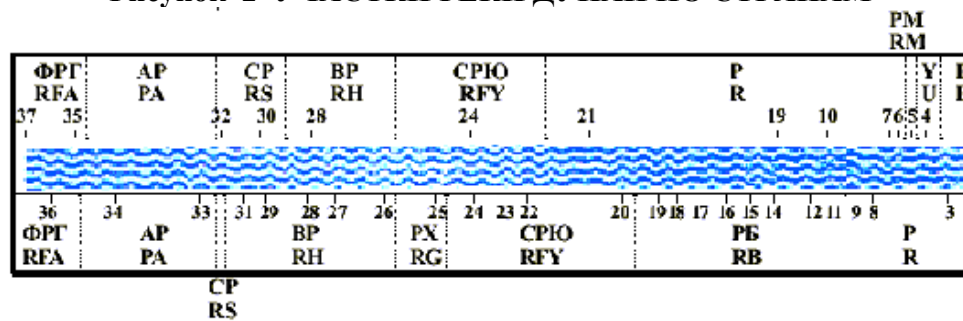 РМ
RM
ФРГ АР СР ВР СРЮ Р У
RFA PA RS RH RFY R U
37 35 32 30 28 24 21 19 10 7 6 5 4
36 34 33 31 29 28 27 26 25 24 23 22 20 19 18 17 16 15 14 12 11 9 8 3
ФРГ АР ВР РХ СРЮ РБ Р
RFA PA RH RG RFY RB R
СР
RS